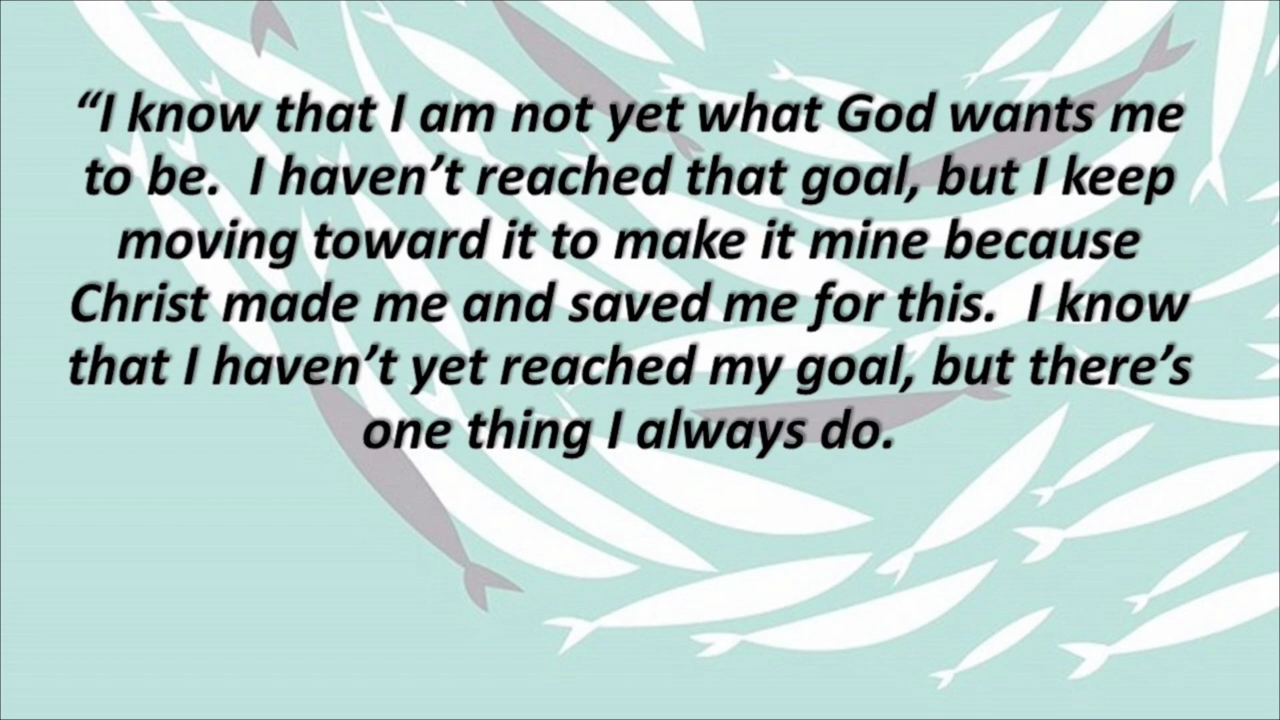 “I know that I am not yet what God wants me
to be.  I haven’t reached that goal, but I keep
moving toward it to make it mine because
Christ made me and saved me for this.  I know
that I haven’t yet reached my goal, but there’s
one thing I always do.